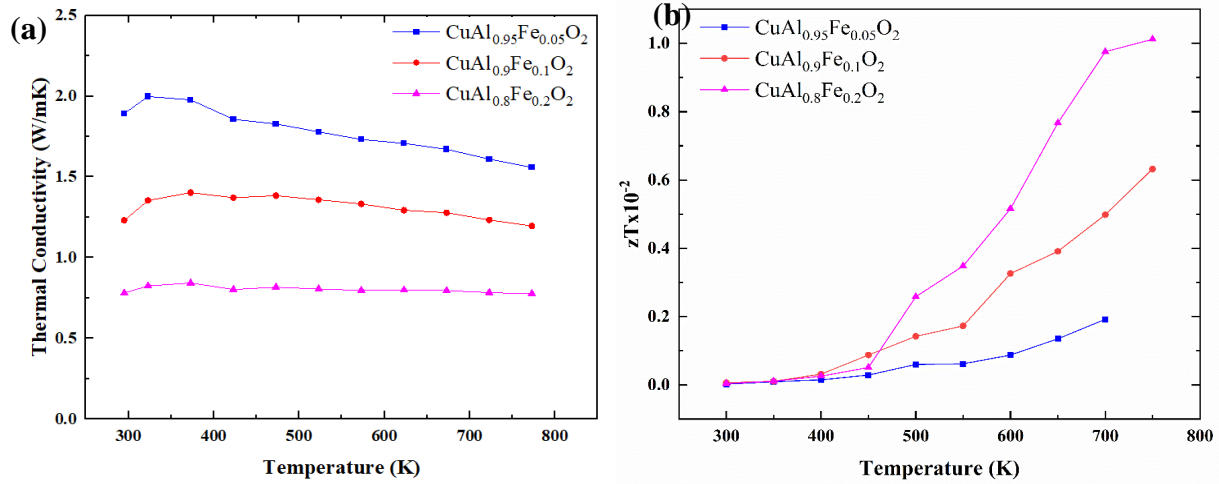 (a)
2.5
2.0
1.5
1.0
0.5
0.0
Thermal Conductivity (W/mK)
CuAl0.95Fe0.05O2
CuAl0.9Fe0.1O2
CuAl0.8Fe0.2O2
300 400 500 600 700 800
Temperature (K)
(b)
1.0
0.8
0.6
0.4
0.2
0.0
zTx10-2
CuAl0.95Fe0.05O2
CuAl0.9Fe0.1O2
CuAl0.8Fe0.2O2
300 400 500 600 700 800
Temperature (K)